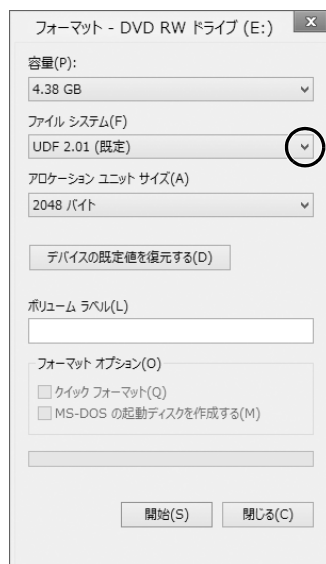 フォーマット - DVD RW ドライブ (E:)
x
容量(P):
4.38 GB
ファイル システム(F)
UDF 2.01 (既定)
アロケーション ユニット サイズ(A)
2048 バイト
デバイスの既定値を復元する(D)
ボリューム ラベル(L)
フォーマット オプション(O)
クイック フォーマット(Q)
MS-DOS の起動ディスクを作成する(M)
開始(S)
閉じる(C)